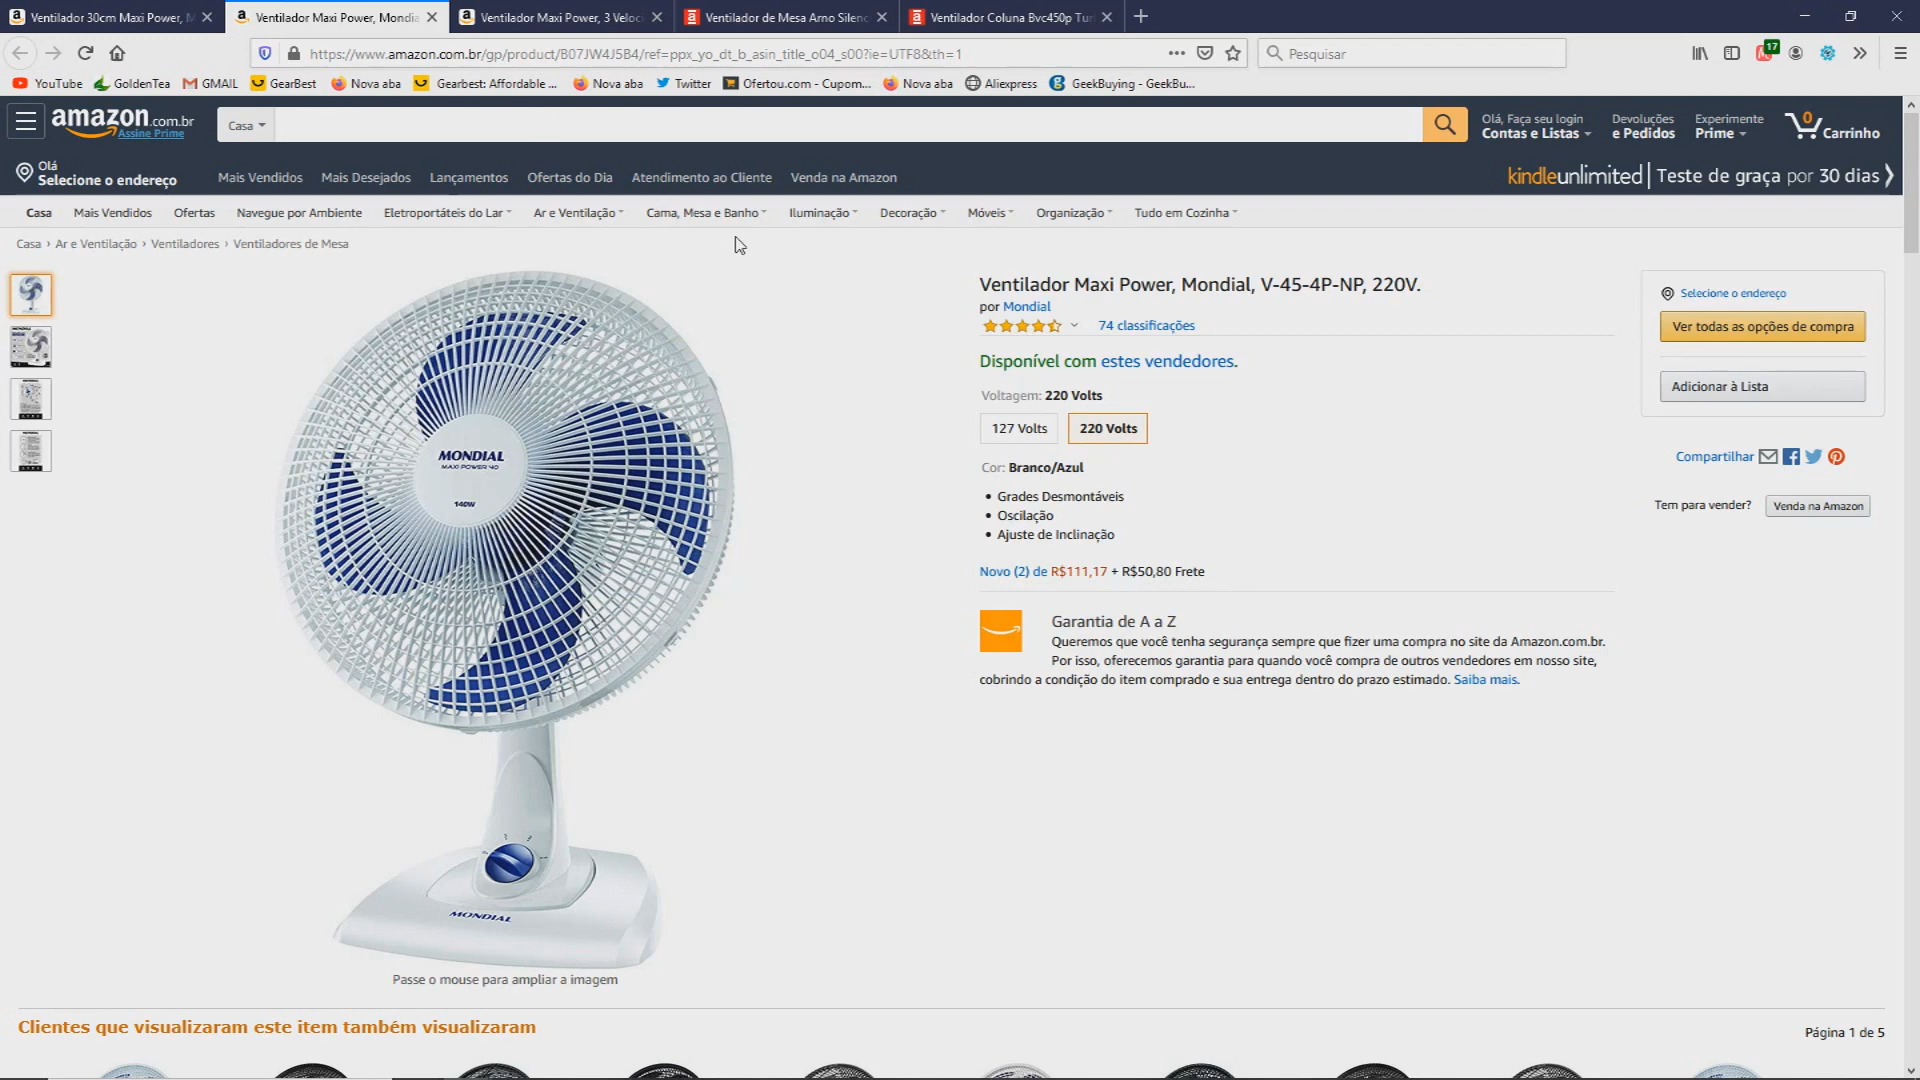 Ventilador 30cm Maxi Power, M
Ventilador Maxi Power, Mondia
Ventilador Maxi Power, 3 Veloci
Ventilador de Mesa Arno Silenc
Ventilador Coluna Bvc450p Tur
https://www.amazon.com.br/gp/product/B07JW4J5B4/ref=ppx_yo_dt_b_asin_title_o04_s00?ie=UTF8&th=1
Pesquisar
17
YouTube
GoldenTea
GMAIL
GearBest
Nova aba
Gearbest: Affordable ...
Nova aba
Twitter
Ofertou.com - Cupom...
Nova aba
Aliexpress
GeekBuying - GeekBu...
amazon.com.br
Assine Prime
Casa
Olá, Faça seu login
Contas e Listas
Devoluções
e Pedidos
Experimente
Prime
0
Carrinho
Olá
Selecione o endereço
Mais Vendidos
Mais Desejados
Lançamentos
Ofertas do Dia
Atendimento ao Cliente
Venda na Amazon
kindleunlimited | Teste de graça por 30 dias
Casa
Mais Vendidos
Ofertas
Navegue por Ambiente
Eletroportáteis do Lar
Ar e Ventilação
Cama, Mesa e Banho
Iluminação
Decoração
Móveis
Organização
Tudo em Cozinha
Casa › Ar e Ventilação › Ventiladores › Ventiladores de Mesa
MONDIAL
MAXI POWER 40
140W
MONDIAL
Passe o mouse para ampliar a imagem
Ventilador Maxi Power, Mondial, V-45-4P-NP, 220V.
por Mondial
74 classificações
Disponível com estes vendedores.
Voltagem: 220 Volts
127 Volts
220 Volts
Cor: Branco/Azul
• Grades Desmontáveis
• Oscilação
• Ajuste de Inclinação
Novo (2) de R$111,17 + R$50,80 Frete
Garantia de A a Z
Queremos que você tenha segurança sempre que fizer uma compra no site da Amazon.com.br.
Por isso, oferecemos garantia para quando você compra de outros vendedores em nosso site,
cobrindo a condição do item comprado e sua entrega dentro do prazo estimado. Saiba mais.
Selecione o endereço
Ver todas as opções de compra
Adicionar à Lista
Compartilhar
Tem para vender?
Venda na Amazon
Clientes que visualizaram este item também visualizaram
Página 1 de 5